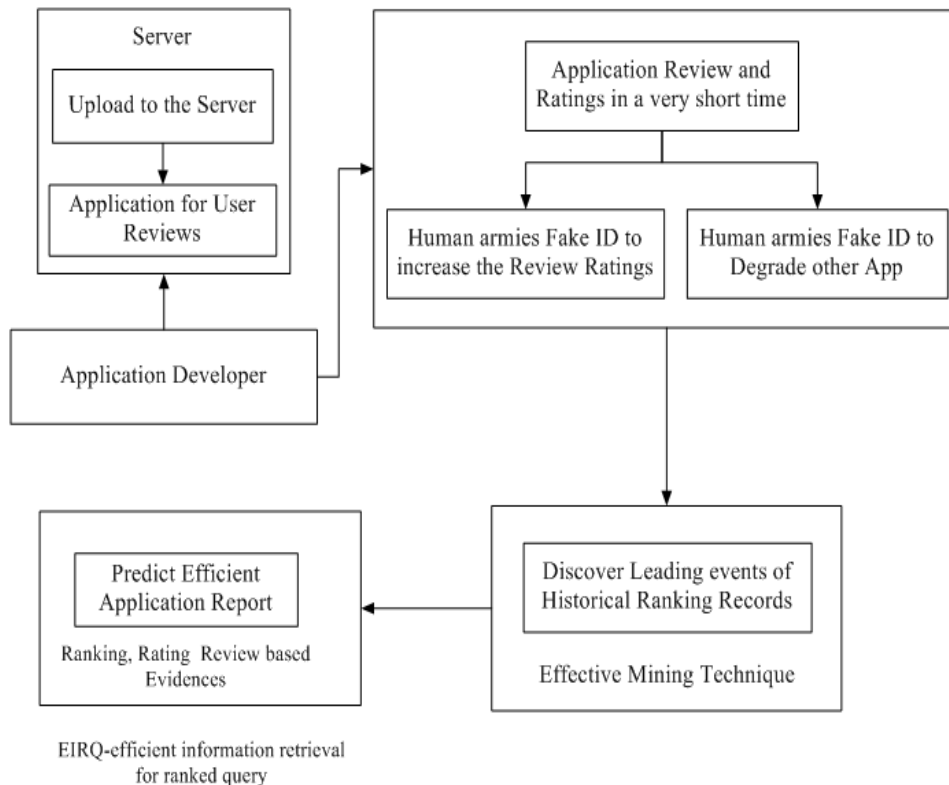 Server
Upload to the Server
Application for User
Reviews
Application Developer
Application Review and
Ratings in a very short time
Human armies Fake ID to
increase the Review Ratings
Human armies Fake ID to
Degrade other App
Discover Leading events of
Historical Ranking Records
Effective Mining Technique
Predict Efficient
Application Report
Ranking, Rating Review based
Evidences
EIRQ-efficient information retrieval
for ranked query